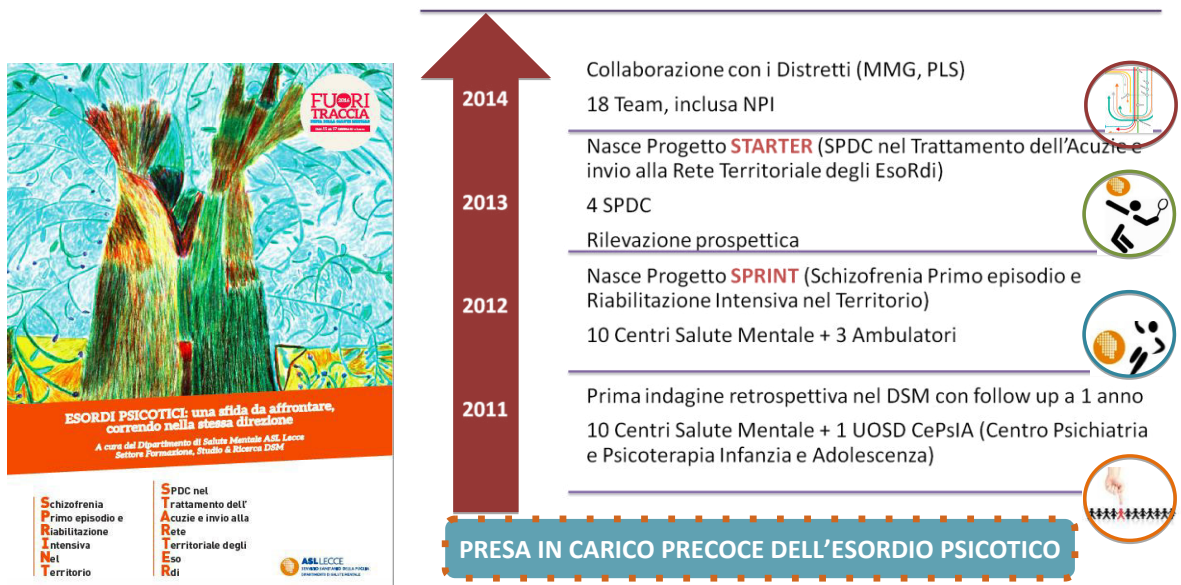 FUORI
2014
TRACCIA
ESORDI PSICOTICI: una sfida da affrontare,
correndo nella stessa direzione
A cura del Dipartimento di Salute Mentale ASL Lecce
Settore Formazione, Studio & Ricerca DSM
Schizofrenia
Primo episodio e
Riabilitazione
Intensiva
Nel
Territorio
SPDC nel
Trattamento dell'
Acuzie e invio alla
Rete
Territoriale degli
Eso
Rdi
ASLLECCE
2014
Collaborazione con i Distretti (MMG, PLS)
18 Team, inclusa NPI
2013
Nasce Progetto STARTER (SPDC nel Trattamento dell'Acuzie e
invio alla Rete Territoriale degli EsoRdi)
4 SPDC
Rilevazione prospettica
2012
Nasce Progetto SPRINT (Schizofrenia Primo episodio e
Riabilitazione Intensiva nel Territorio)
10 Centri Salute Mentale + 3 Ambulatori
2011
Prima indagine retrospettiva nel DSM con follow up a 1 anno
10 Centri Salute Mentale + 1 UOSD CePsIA (Centro Psichiatria
e Psicoterapia Infanzia e Adolescenza)
PRESA IN CARICO PRECOCE DELL'ESORDIO PSICOTICO